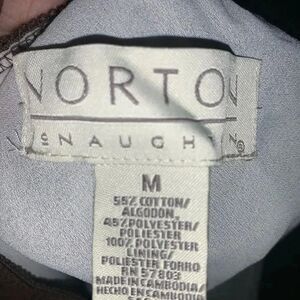 NORTON
McNAUGHTON®
M
55% COTTON/
ALGODON,
45% POLYESTER/
POLIESTER
100% POLYESTER
LINING/
POLIESTER FORRO
RN 57803
MADE IN CAMBODIA/
HECHO EN CAMBODIA